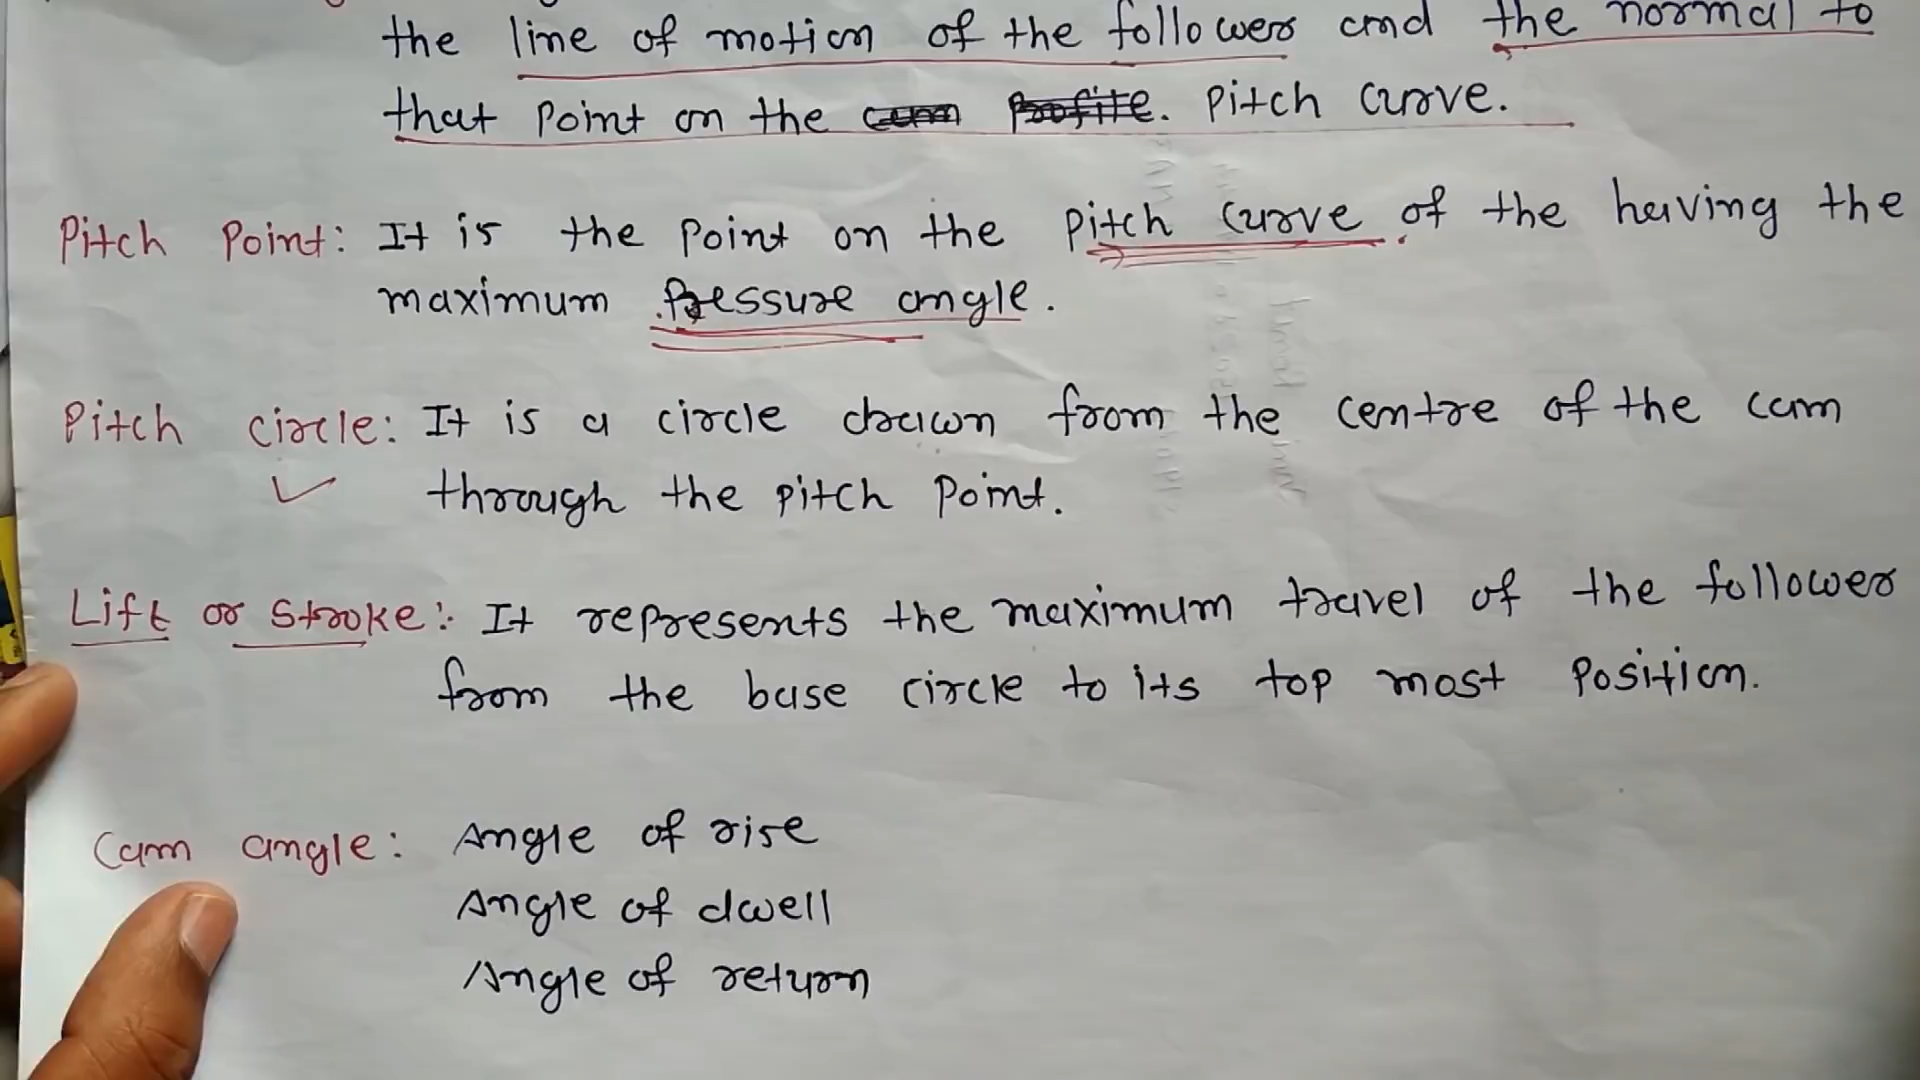 the line of motion of the follower and the normal to
that point on the cam profile. pitch curve.
Pitch Point: It is the point on the pitch curve of the having the
maximum pressure angle.
Pitch circle: It is a circle drawn from the centre of the cam
through the pitch point.
Lift or Stroke: It represents the maximum travel of the follower
from the base circle to its top most position.
Cam angle: Angle of rise
Angle of dwell
Angle of return